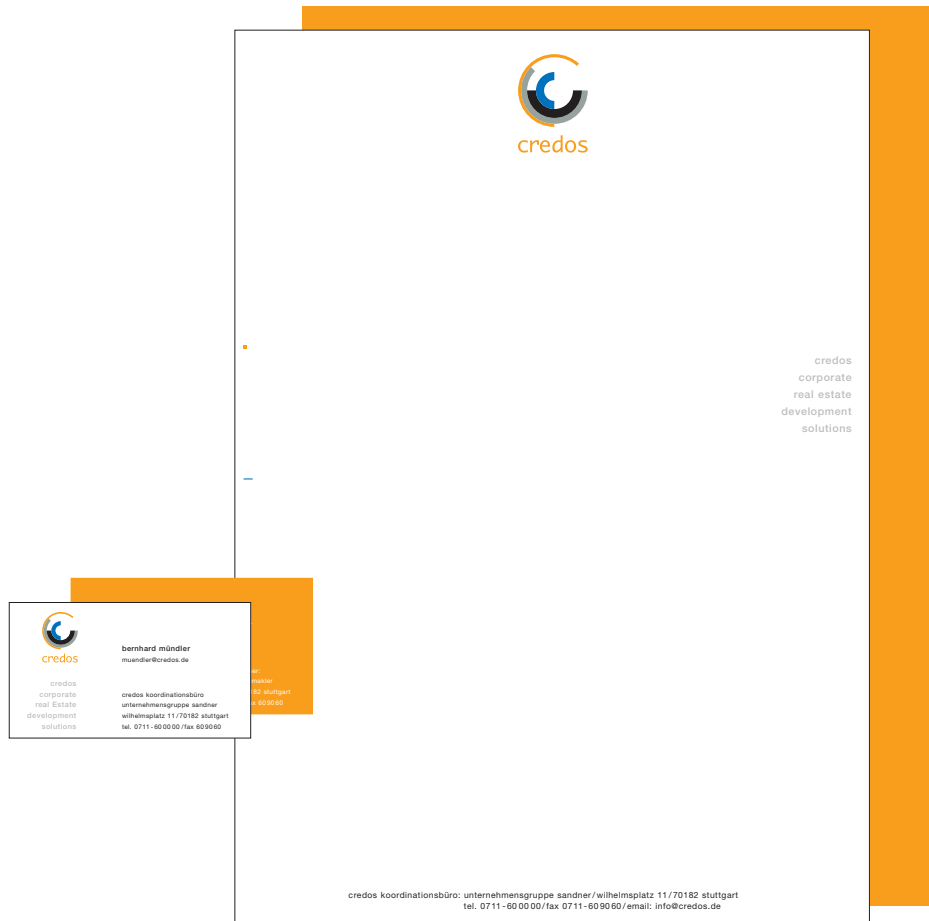 credos
credos
corporate
real estate
development
solutions
credos
bernhard mündler
muendler@credos.de
credos
corporate
real Estate
development
solutions
credos koordinationsbüro
unternehmensgruppe sandner
wilhelmsplatz 11/70182 stuttgart
tel. 0711-600000/fax 609060
stuttgart
credos koordinationsbüro: unternehmensgruppe sandner/wilhelmsplatz 11/70182 stuttgart
tel. 0711-600000/fax 0711-609060/email: info@credos.de